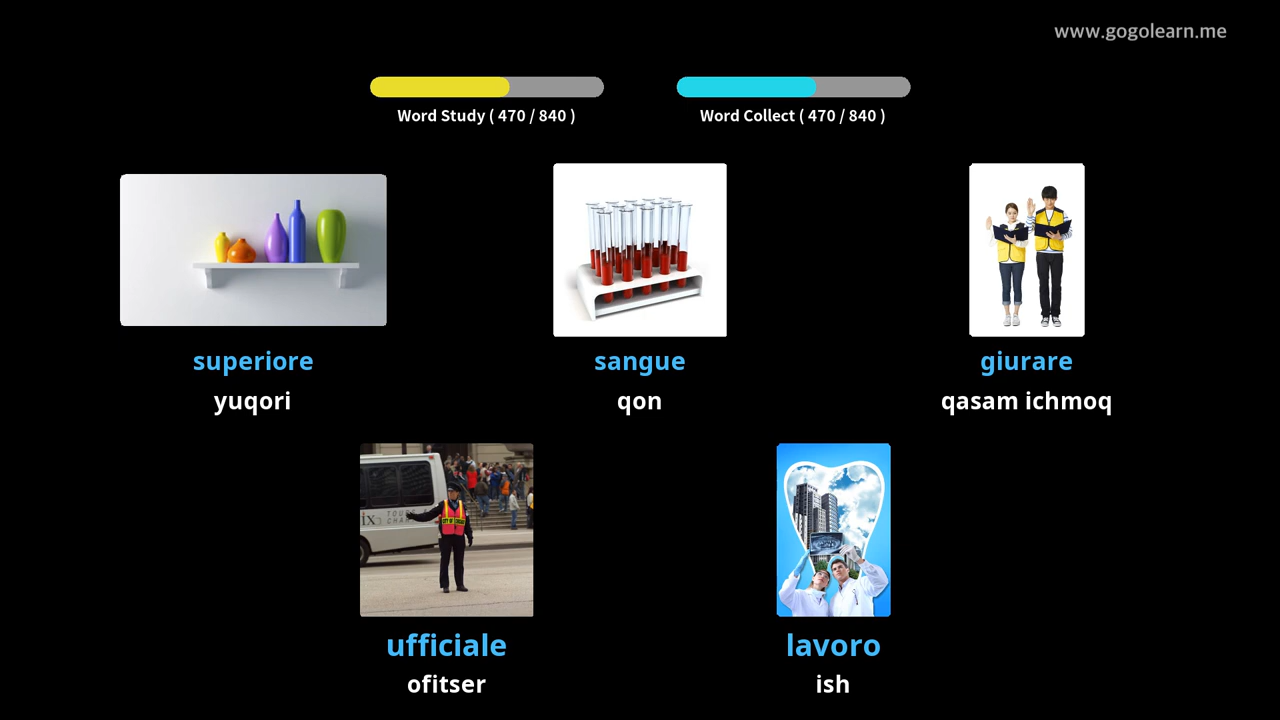 www.gogolearn.me
Word Study ( 470 / 840 )
Word Collect ( 470 / 840 )
superiore
yuqori
sangue
qon
giurare
qasam ichmoq
ufficiale
ofitser
lavoro
ish